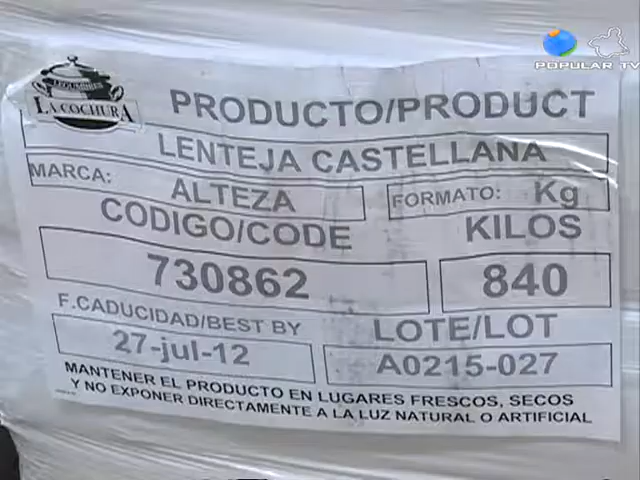 POPULAR TV
LEGUMBRES
LA COCHURA
PRODUCTO/PRODUCT
LENTEJA CASTELLANA
MARCA: ALTEZA FORMATO: Kg
CODIGO/CODE KILOS
730862 840
F.CADUCIDAD/BEST BY LOTE/LOT
27-jul-12 A0215-027
MANTENER EL PRODUCTO EN LUGARES FRESCOS, SECOS
Y NO EXPONER DIRECTAMENTE A LA LUZ NATURAL O ARTIFICIAL